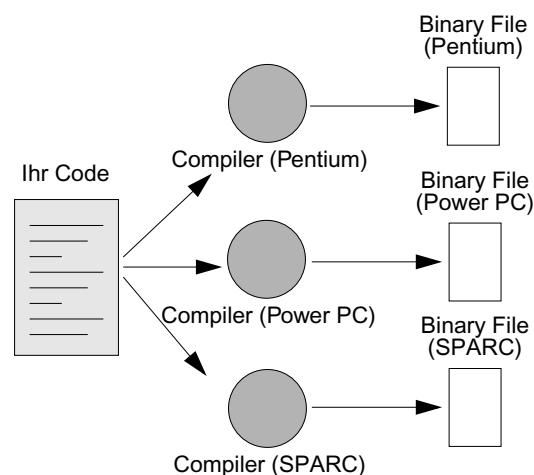 Binary File
(Pentium)
Compiler (Pentium)
Ihr Code
Binary File
(Power PC)
Compiler (Power PC)
Binary File
(SPARC)
Compiler (SPARC)